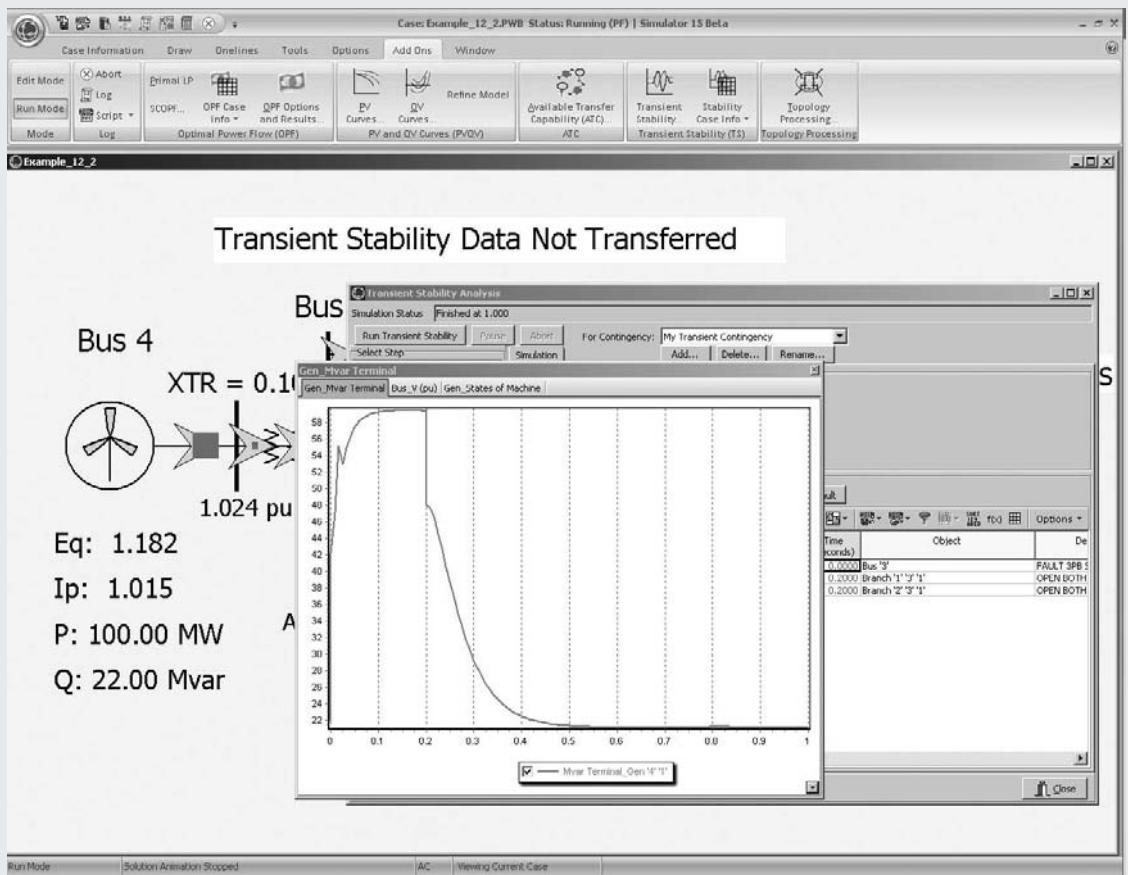 Case: Example_12_2.PWB Status: Running (PF) | Simulator 15 Beta
Case Information Draw Onelines Tools Options Add Ons Window
Edit Mode
Run Mode
Mode
Abort
Log
Script
Log
Primal LP
SCOPF...
OPF Case Info
OPF Options and Results...
Optimal Power Flow (OPF)
PV Curves...
QV Curves...
Refine Model
PV and QV Curves (PVQV)
Available Transfer Capability (ATC)...
ATC
Transient Stability...
Stability Case Info
Transient Stability (TS)
Topology Processing...
Topology Processing
Example_12_2
Transient Stability Data Not Transferred
Bus
Bus 4
XTR = 0.10
1.024 pu
Eq: 1.182
Ip: 1.015
P: 100.00 MW
Q: 22.00 Mvar
A
s
Transient Stability Analysis
Simulation Status Finished at 1.000
Run Transient Stability Pause Abort For Contingency: My Transient Contingency
Select Step Simulation Add... Delete... Rename...
Gen_Mvar Terminal
Gen_Mvar Terminal Bus_V (pu) Gen_States of Machine
58
56
54
52
50
48
46
44
42
40
38
36
34
32
30
28
26
24
22
0 0.1 0.2 0.3 0.4 0.5 0.6 0.7 0.8 0.9 1
Mvar Terminal_Gen '4' '1'
ult
f(x) Options
Time
econds) Object De
0.0000 Bus '3' FAULT 3PB S
0.2000 Branch '1' '3' '1' OPEN BOTH
0.2000 Branch '2' '3' '1' OPEN BOTH
Close
Run Mode Solution Animation Stopped AC Viewing Current Case